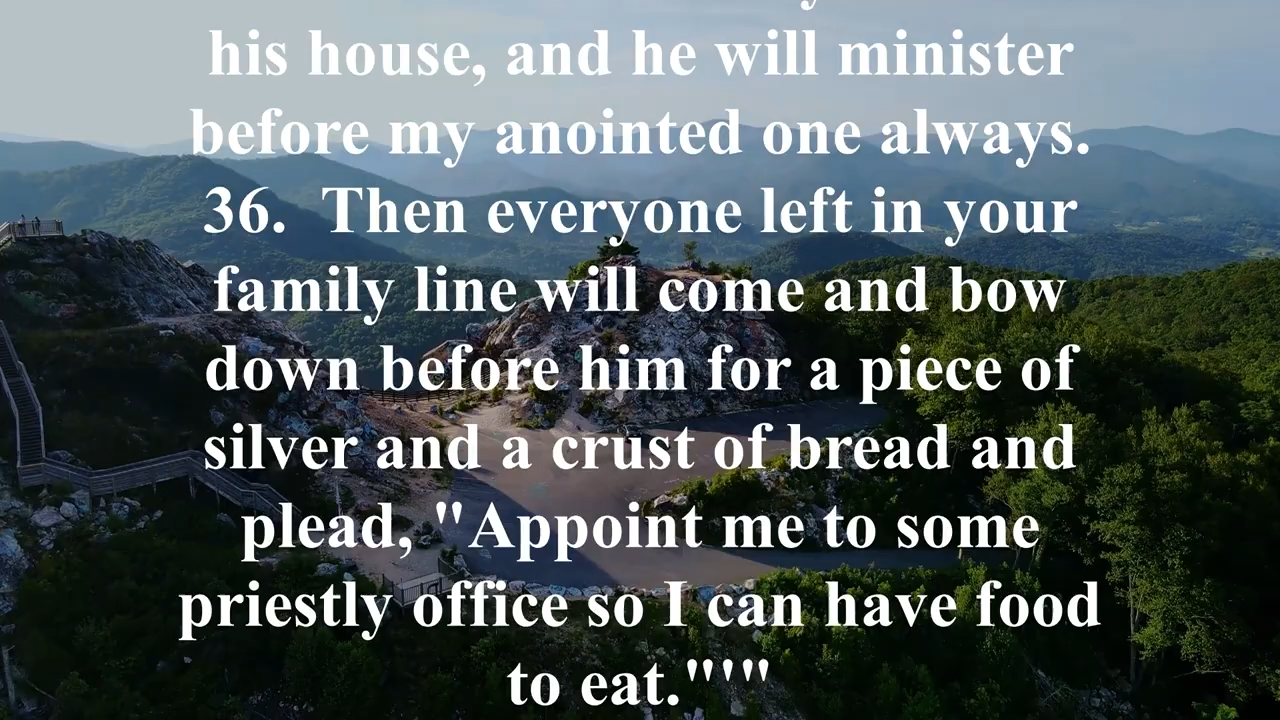 his house, and he will minister
before my anointed one always.
36.  Then everyone left in your
family line will come and bow
down before him for a piece of
silver and a crust of bread and
plead, "Appoint me to some
priestly office so I can have food
to eat."'"